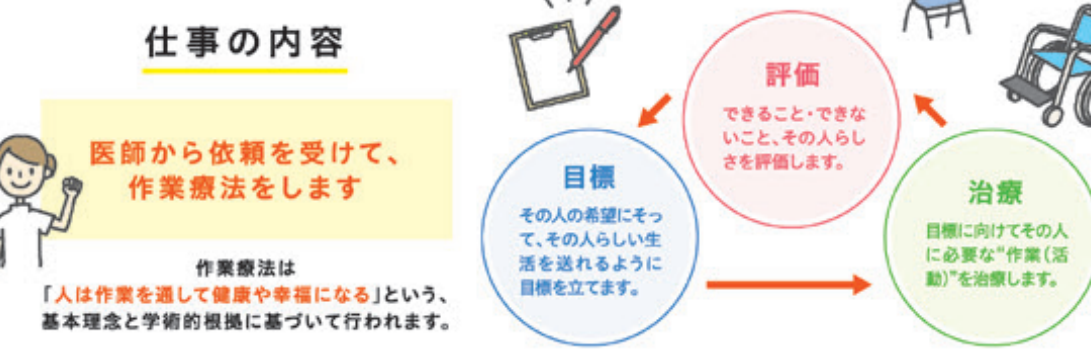 仕事の内容
医師から依頼を受けて、
作業療法をします
作業療法は
「人は作業を通して健康や幸福になる」という、
基本理念と学術的根拠に基づいて行われます。
評価
できること・できな
いこと、その人らし
さを評価します。
目標
その人の希望にそっ
て、その人らしい生
活を送れるように
目標を立てます。
治療
目標に向けてその人
に必要な“作業（活
動）”を治療します。